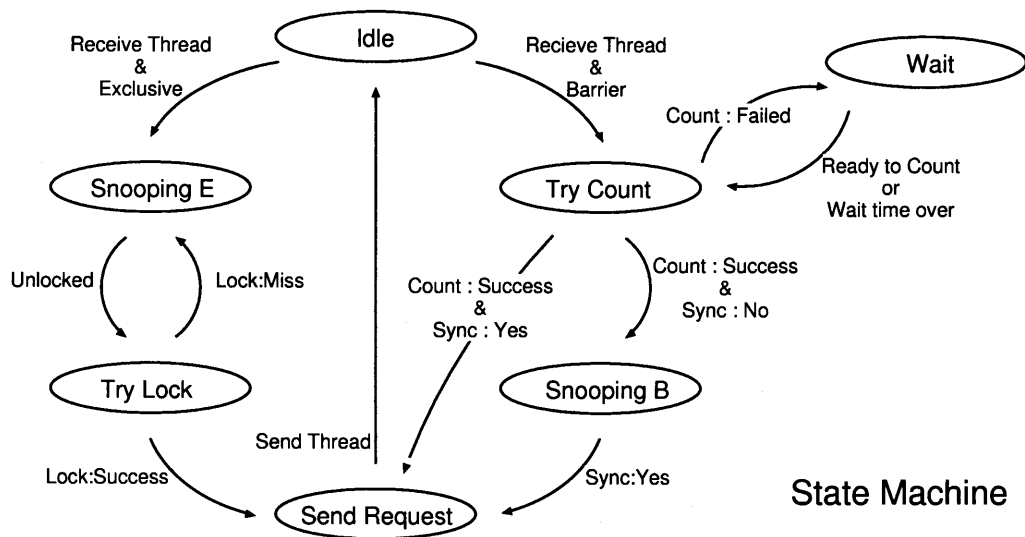 Idle
Receive Thread
&
Exclusive
Recieve Thread
&
Barrier
Wait
Count : Failed
Ready to Count
or
Wait time over
Snooping E
Try Count
Unlocked
Lock:Miss
Count : Success
&
Sync : Yes
Count : Success
&
Sync : No
Try Lock
Snooping B
Send Thread
Lock:Success
Sync:Yes
Send Request
State Machine